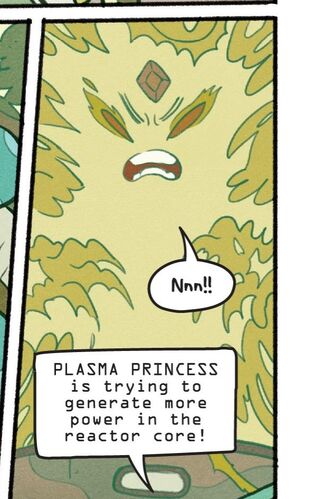 Nnn!!
PLASMA PRINCESS
is trying to
generate more
power in the
reactor core!